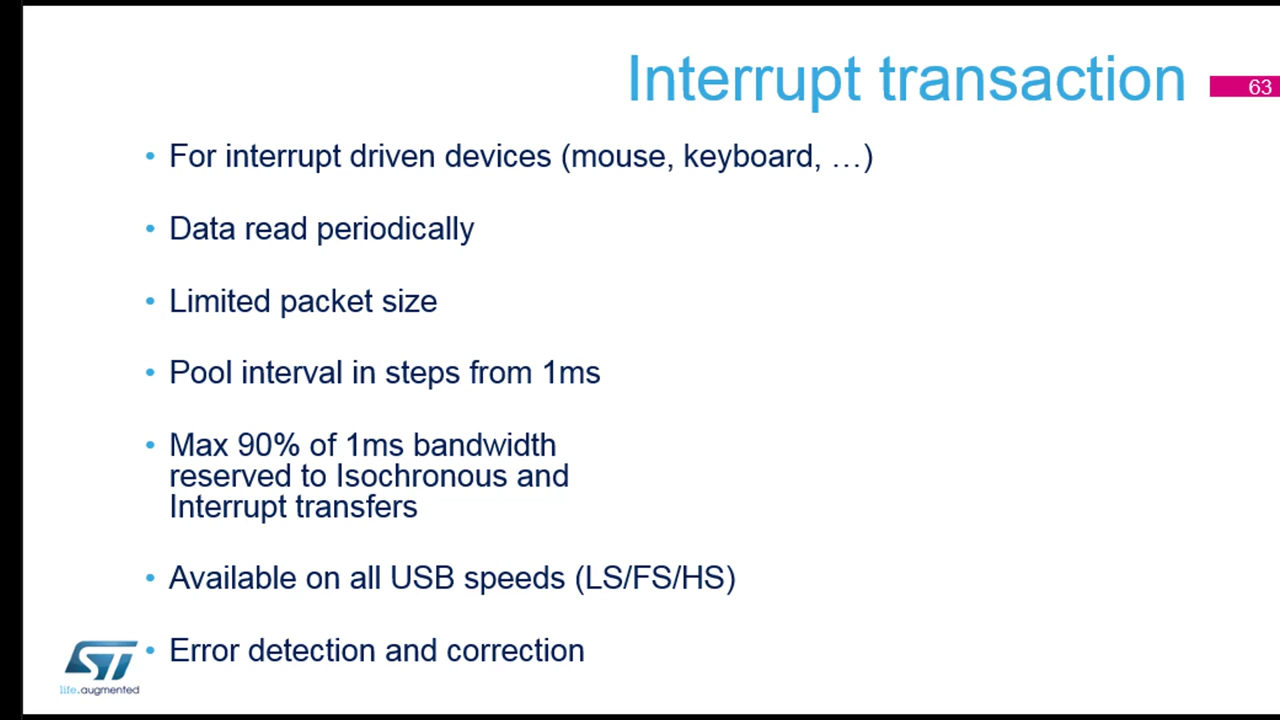 Interrupt transaction
63
• For interrupt driven devices (mouse, keyboard, …)
• Data read periodically
• Limited packet size
• Pool interval in steps from 1ms
• Max 90% of 1ms bandwidth
reserved to Isochronous and
Interrupt transfers
• Available on all USB speeds (LS/FS/HS)
• Error detection and correction
ST
life.augmented